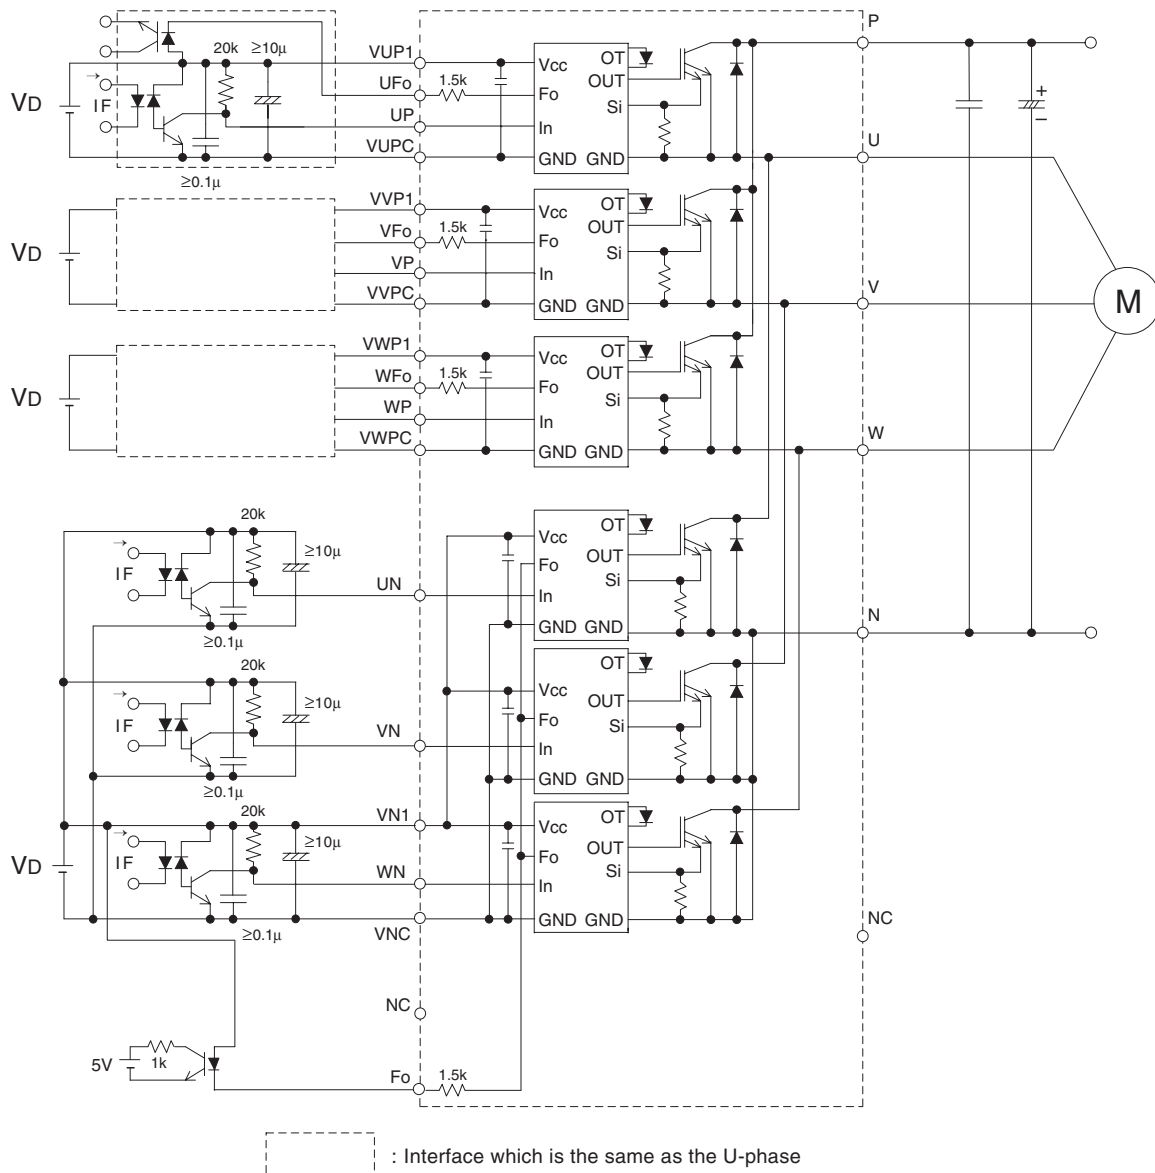 P
20k ≥10μ
VUP1
UFo
UP
VUPC
VD
IF
≥0.1μ
1.5k
Vcc
Fo
In
GND GND
OT
OUT
Si
+
–
U
VVP1
VFo
VP
VVPC
VD
1.5k
Vcc
Fo
In
GND GND
OT
OUT
Si
V
M
VWP1
WFo
WP
VWPC
VD
1.5k
Vcc
Fo
In
GND GND
OT
OUT
Si
W
20k
≥10μ
IF
≥0.1μ
UN
Vcc
Fo
In
GND GND
OT
OUT
Si
N
20k
≥10μ
IF
≥0.1μ
VN
Vcc
Fo
In
GND GND
OT
OUT
Si
20k
≥10μ
VD
IF
≥0.1μ
VN1
WN
VNC
Vcc
Fo
In
GND GND
OT
OUT
Si
NC
NC
5V
1k
Fo
1.5k
: Interface which is the same as the U-phase